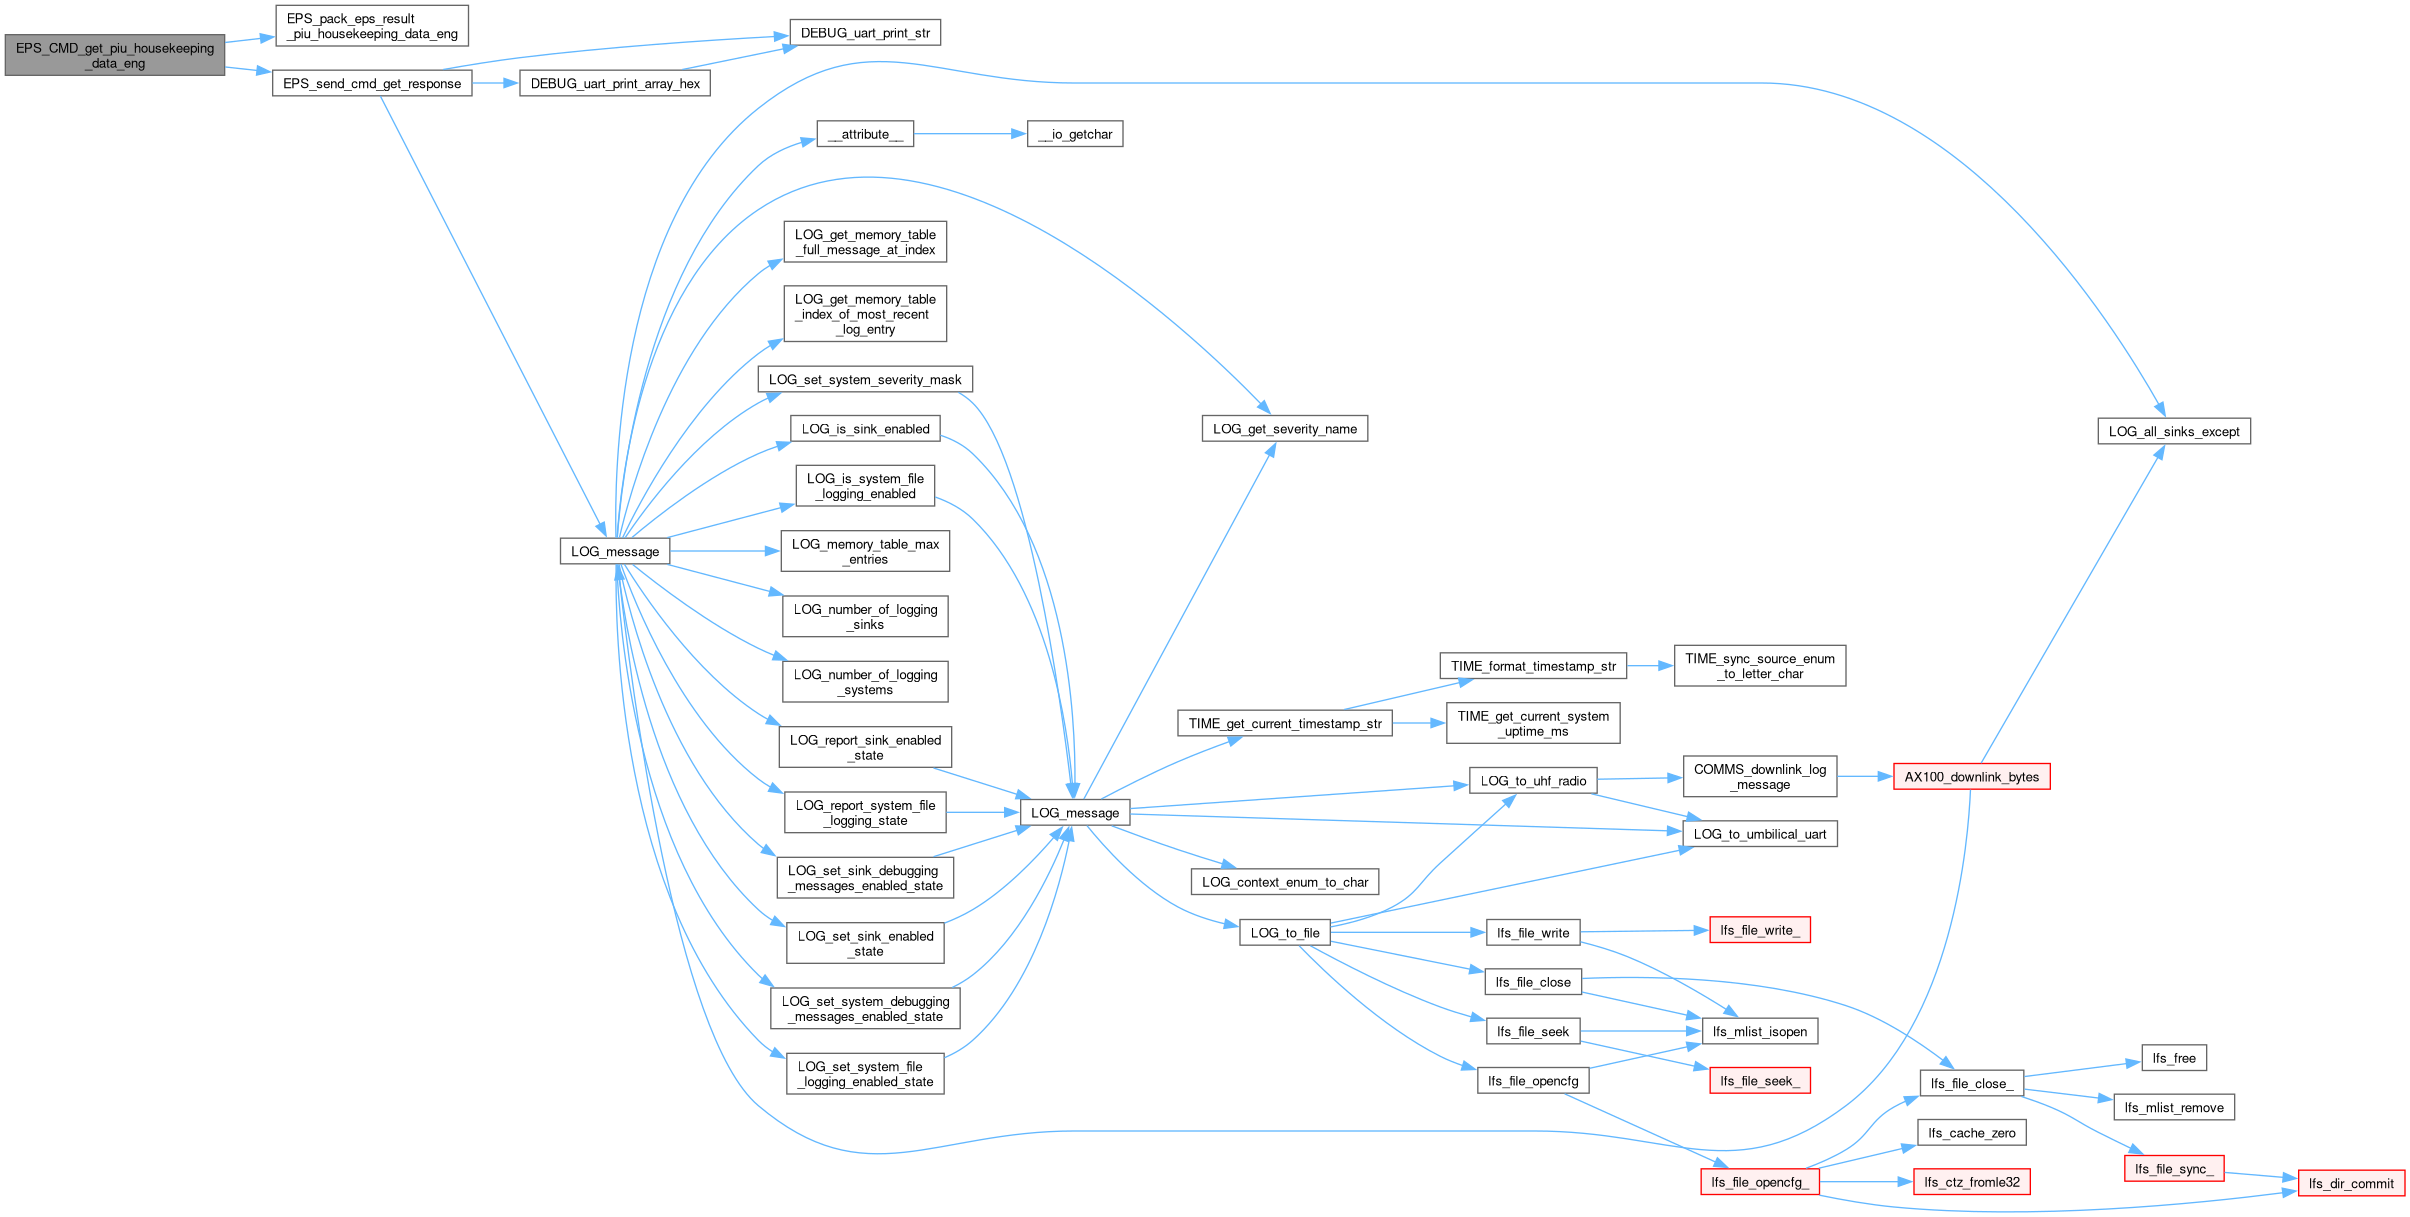 EPS_CMD_get_piu_housekeeping
_data_eng
EPS_pack_eps_result
_piu_housekeeping_data_eng
EPS_send_cmd_get_response
DEBUG_uart_print_str
DEBUG_uart_print_array_hex
__attribute__
__io_getchar
LOG_get_memory_table
_full_message_at_index
LOG_get_memory_table
_index_of_most_recent
_log_entry
LOG_set_system_severity_mask
LOG_is_sink_enabled
LOG_is_system_file
_logging_enabled
LOG_message
LOG_memory_table_max
_entries
LOG_number_of_logging
_sinks
LOG_number_of_logging
_systems
LOG_report_sink_enabled
_state
LOG_report_system_file
_logging_state
LOG_set_sink_debugging
_messages_enabled_state
LOG_set_sink_enabled
_state
LOG_set_system_debugging
_messages_enabled_state
LOG_set_system_file
_logging_enabled_state
LOG_message
LOG_get_severity_name
TIME_get_current_timestamp_str
TIME_format_timestamp_str
TIME_sync_source_enum
_to_letter_char
TIME_get_current_system
_uptime_ms
LOG_to_uhf_radio
COMMS_downlink_log
_message
AX100_downlink_bytes
LOG_all_sinks_except
LOG_to_umbilical_uart
LOG_context_enum_to_char
LOG_to_file
lfs_file_write
lfs_file_write_
lfs_file_close
lfs_file_seek
lfs_mlist_isopen
lfs_file_opencfg
lfs_file_seek_
lfs_file_close_
lfs_free
lfs_mlist_remove
lfs_cache_zero
lfs_file_sync_
lfs_file_opencfg_
lfs_ctz_fromle32
lfs_dir_commit